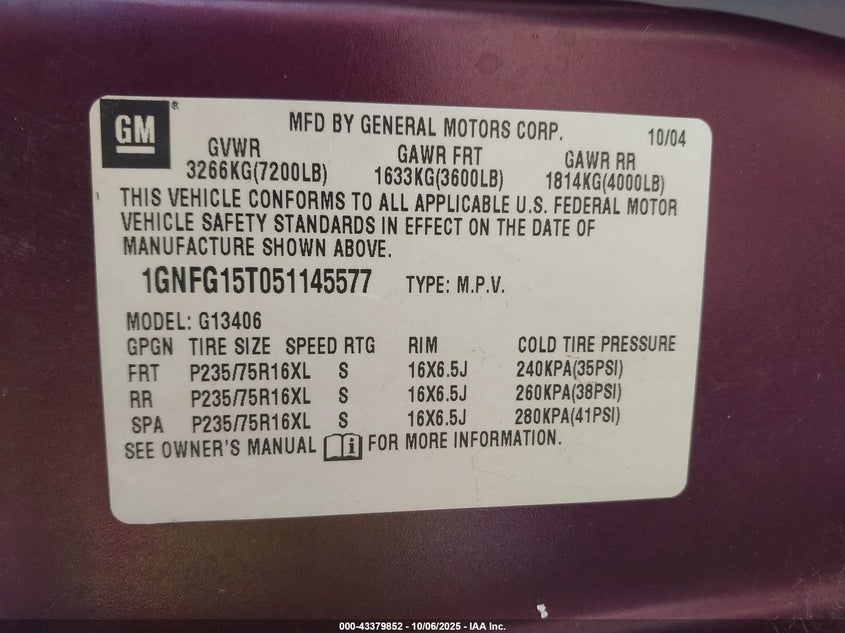 GM ®
MFD BY GENERAL MOTORS CORP. 10/04
GVWR GAWR FRT GAWR RR
3266KG(7200LB) 1633KG(3600LB) 1814KG(4000LB)
THIS VEHICLE CONFORMS TO ALL APPLICABLE U.S. FEDERAL MOTOR
VEHICLE SAFETY STANDARDS IN EFFECT ON THE DATE OF
MANUFACTURE SHOWN ABOVE.
1GNFG15T051145577 TYPE: M.P.V.
MODEL: G13406
GPGN TIRE SIZE SPEED RTG RIM COLD TIRE PRESSURE
FRT P235/75R16XL S 16X6.5J 240KPA(35PSI)
RR P235/75R16XL S 16X6.5J 260KPA(38PSI)
SPA P235/75R16XL S 16X6.5J 280KPA(41PSI)
SEE OWNER'S MANUAL i FOR MORE INFORMATION.
000-43379852 - 10/06/2025 - IAA Inc.